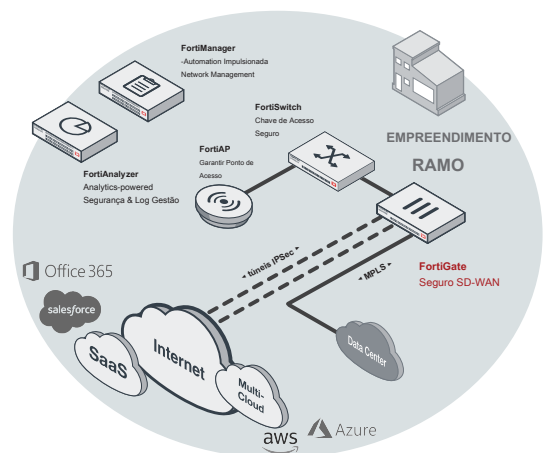 FortiManager
-Automation Impulsionada
Network Management
FortiSwitch
Chave de Acesso
Seguro
EMPREENDIMENTO
RAMO
FortiAP
Garantir Ponto de
Acesso
FortiAnalyzer
Analytics-powered
Segurança & Log Gestão
FortiGate
Seguro SD-WAN
túneis IPSec
MPLS
Office 365
salesforce
SaaS
Internet
Multi-
Cloud
Data Center
aws
Azure